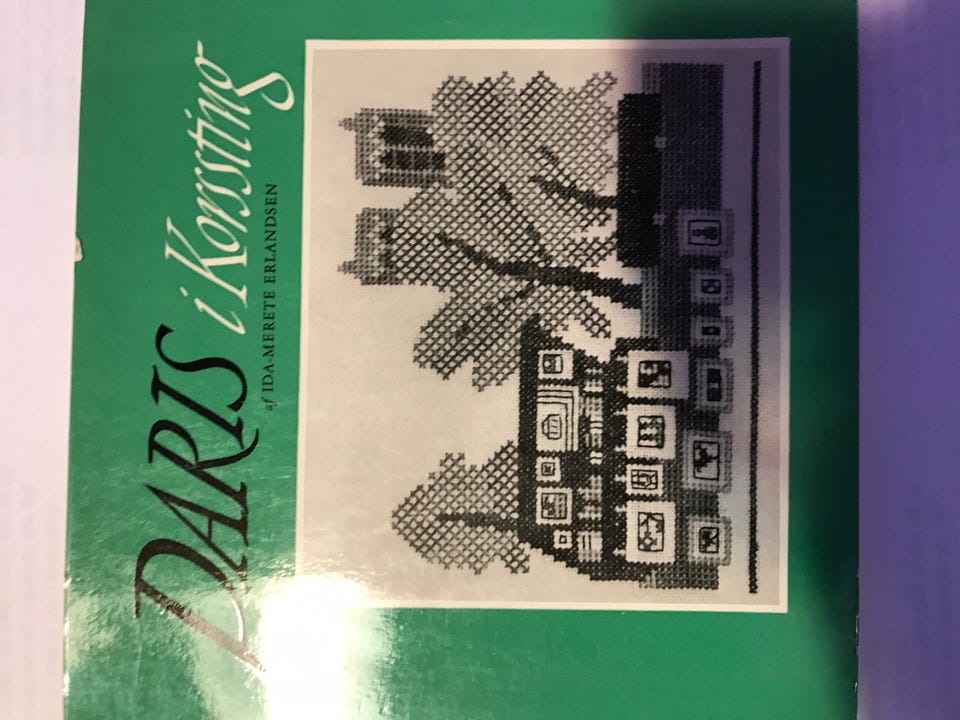 PARIS i Korssting
af IDA-MERETE ERLANDSEN